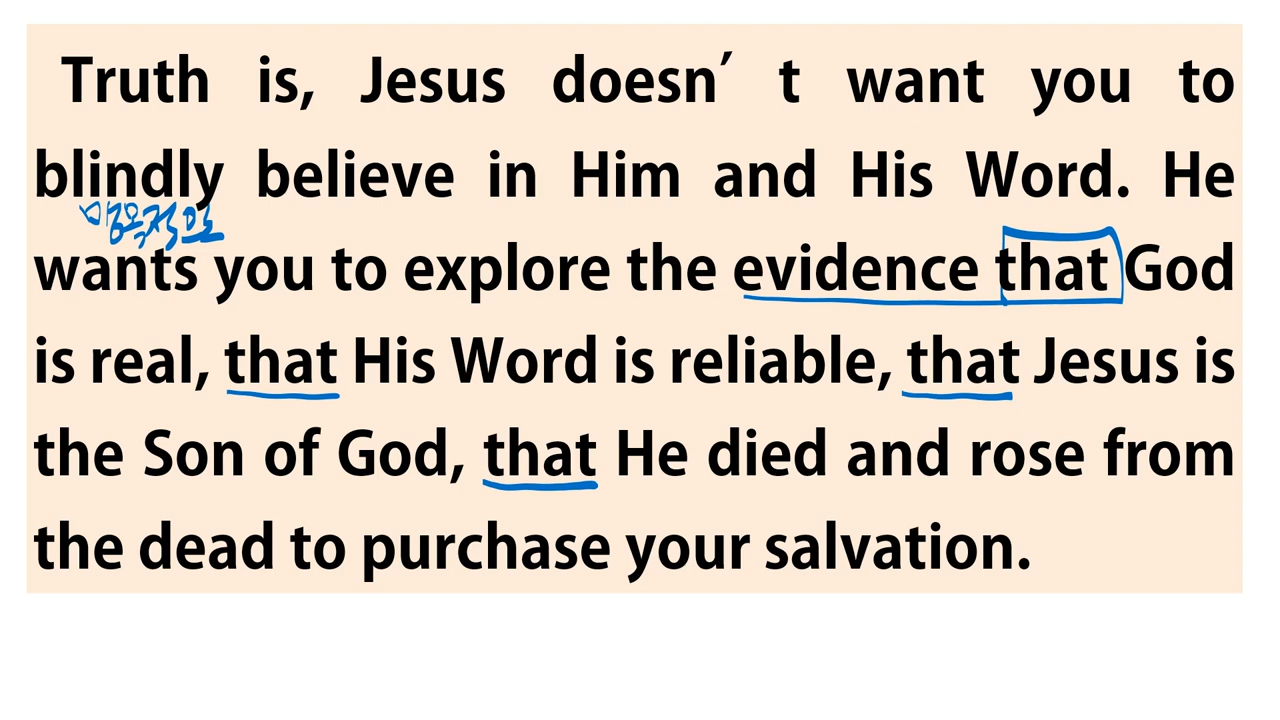 Truth is, Jesus doesn′ t want you to
blindly believe in Him and His Word. He
맹목적으로
wants you to explore the evidence that God
is real, that His Word is reliable, that Jesus is
the Son of God, that He died and rose from
the dead to purchase your salvation.